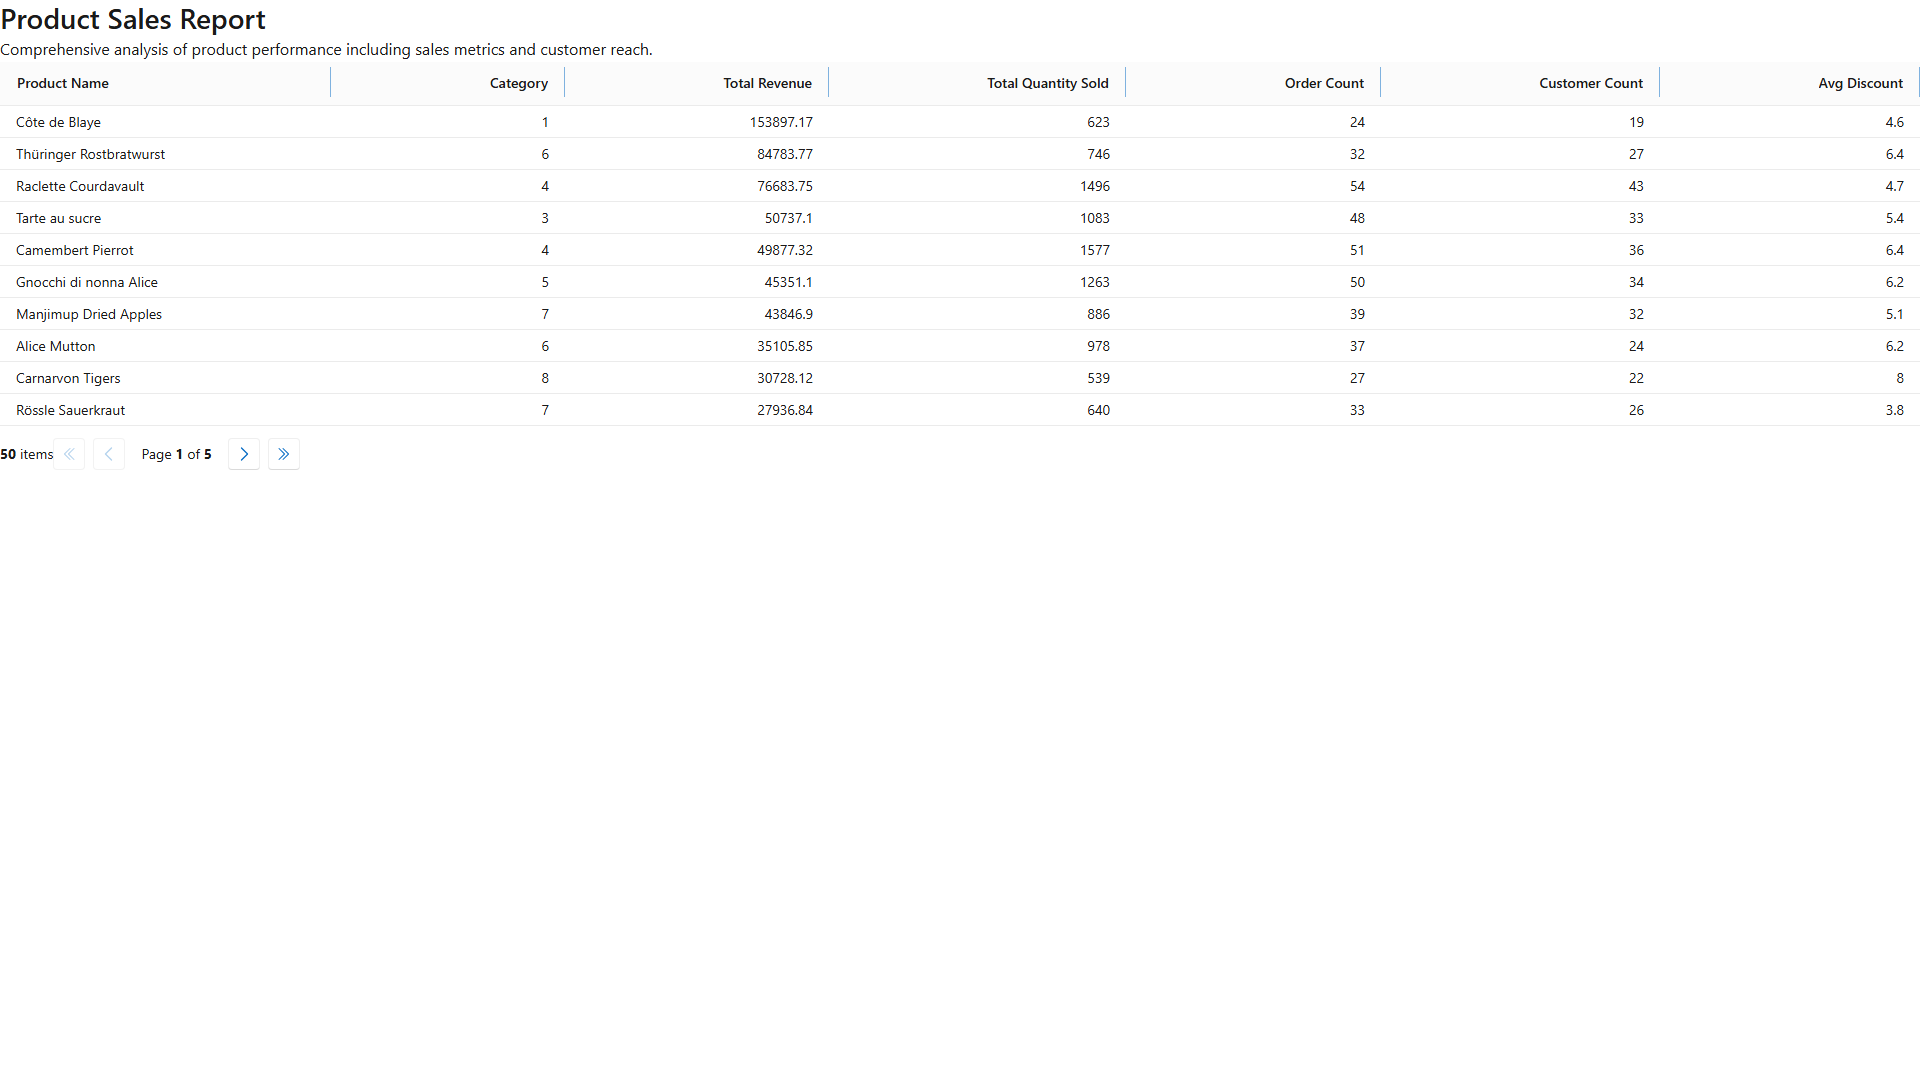 Product Sales Report
Comprehensive analysis of product performance including sales metrics and customer reach.
Product Name Category Total Revenue Total Quantity Sold Order Count Customer Count Avg Discount
Côte de Blaye 1 153897.17 623 24 19 4.6
Thüringer Rostbratwurst 6 84783.77 746 32 27 6.4
Raclette Courdavault 4 76683.75 1496 54 43 4.7
Tarte au sucre 3 50737.1 1083 48 33 5.4
Camembert Pierrot 4 49877.32 1577 51 36 6.4
Gnocchi di nonna Alice 5 45351.1 1263 50 34 6.2
Manjimup Dried Apples 7 43846.9 886 39 32 5.1
Alice Mutton 6 35105.85 978 37 24 6.2
Carnarvon Tigers 8 30728.12 539 27 22 8
Rössle Sauerkraut 7 27936.84 640 33 26 3.8
50 items Page 1 of 5